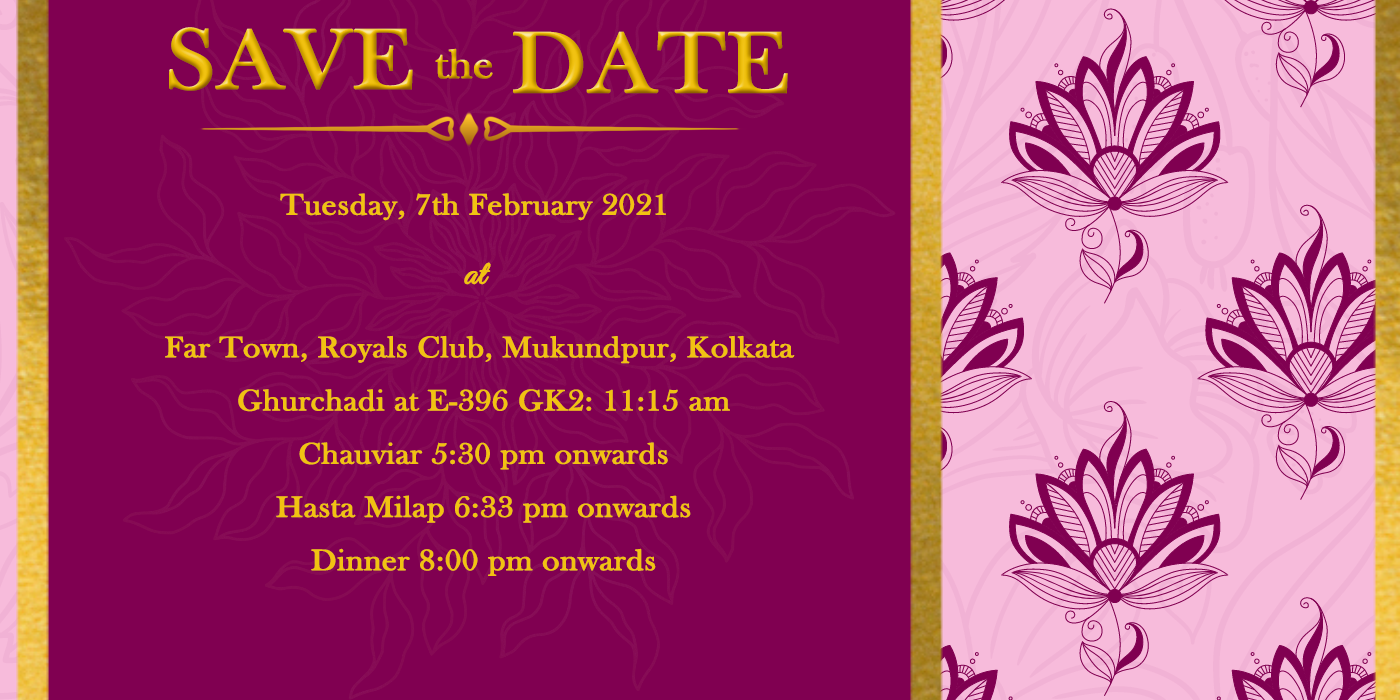 SAVE the DATE
Tuesday, 7th February 2021
at
Far Town, Royals Club, Mukundpur, Kolkata
Ghurchadi at E-396 GK2: 11:15 am
Chauviar 5:30 pm onwards
Hasta Milap 6:33 pm onwards
Dinner 8:00 pm onwards